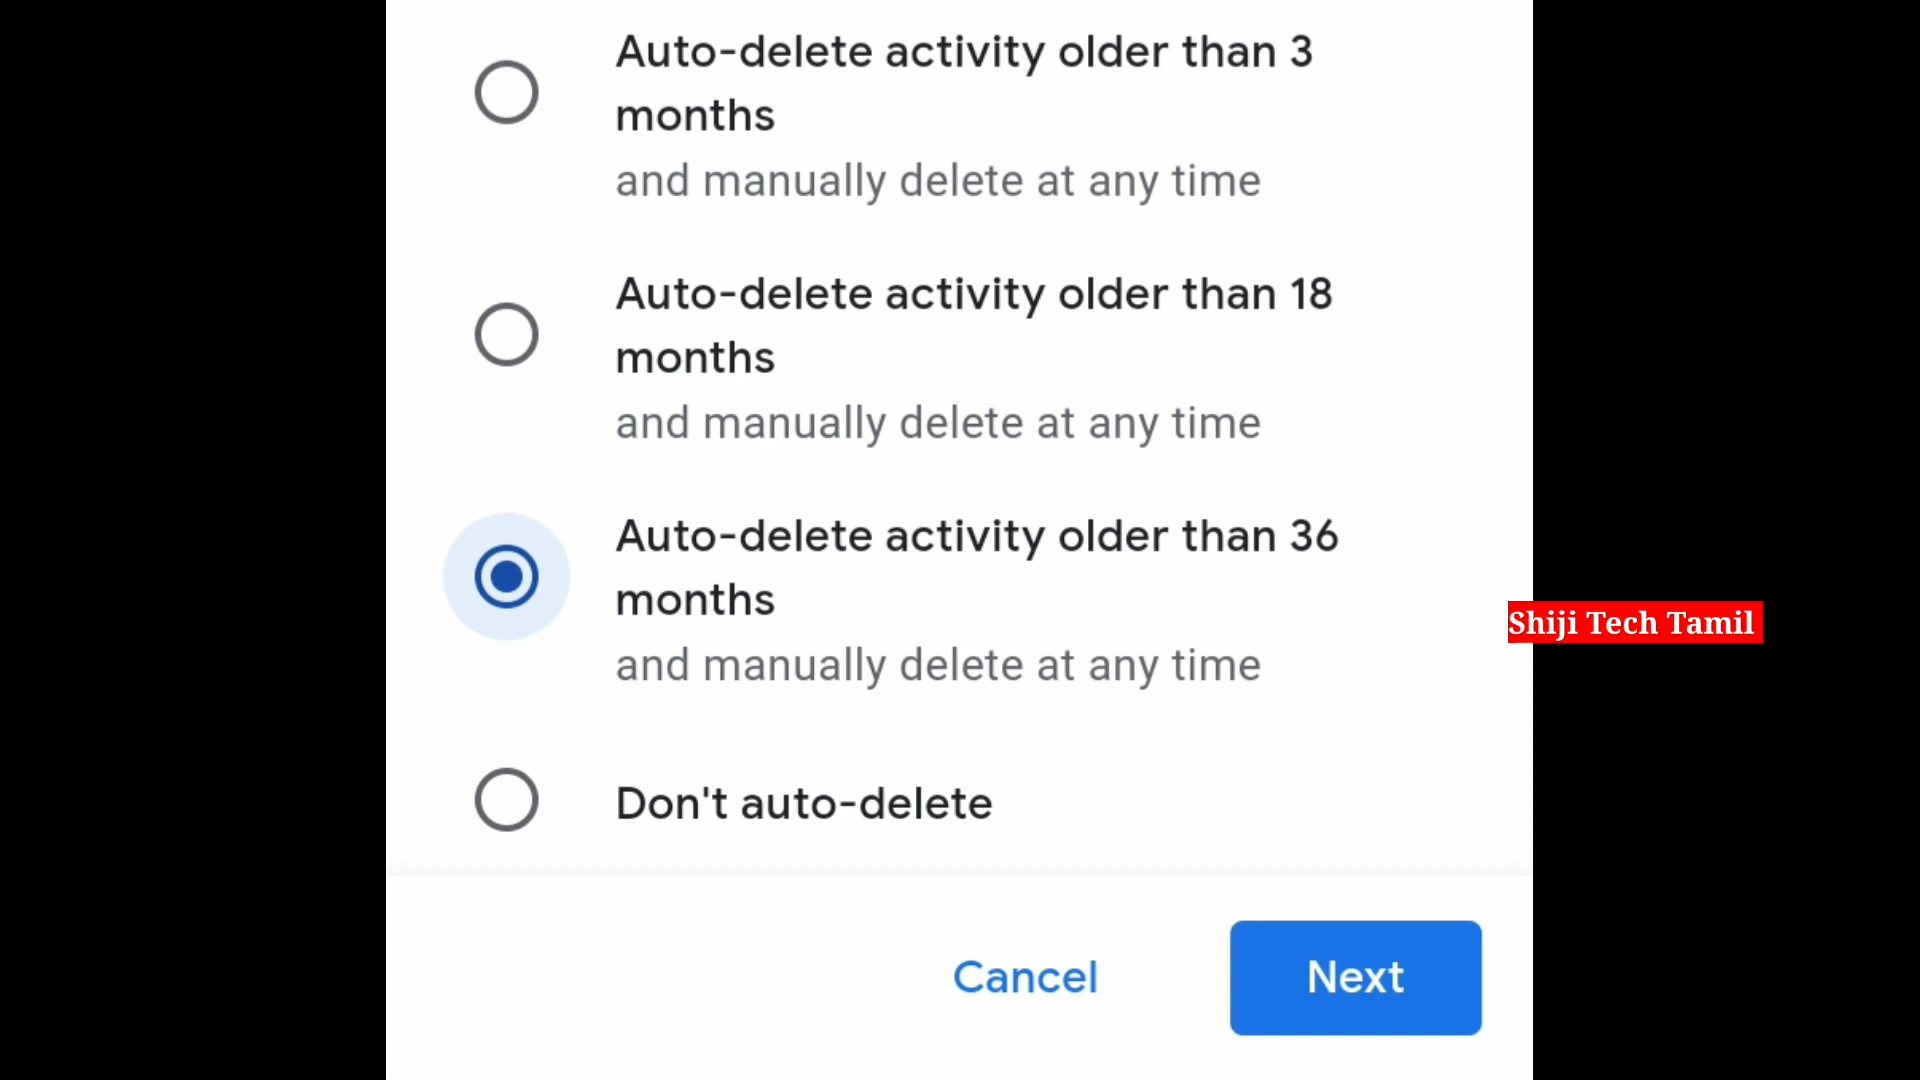 Auto-delete activity older than 3
months
and manually delete at any time
Auto-delete activity older than 18
months
and manually delete at any time
Auto-delete activity older than 36
months
and manually delete at any time
Shiji Tech Tamil
Don't auto-delete
Cancel
Next